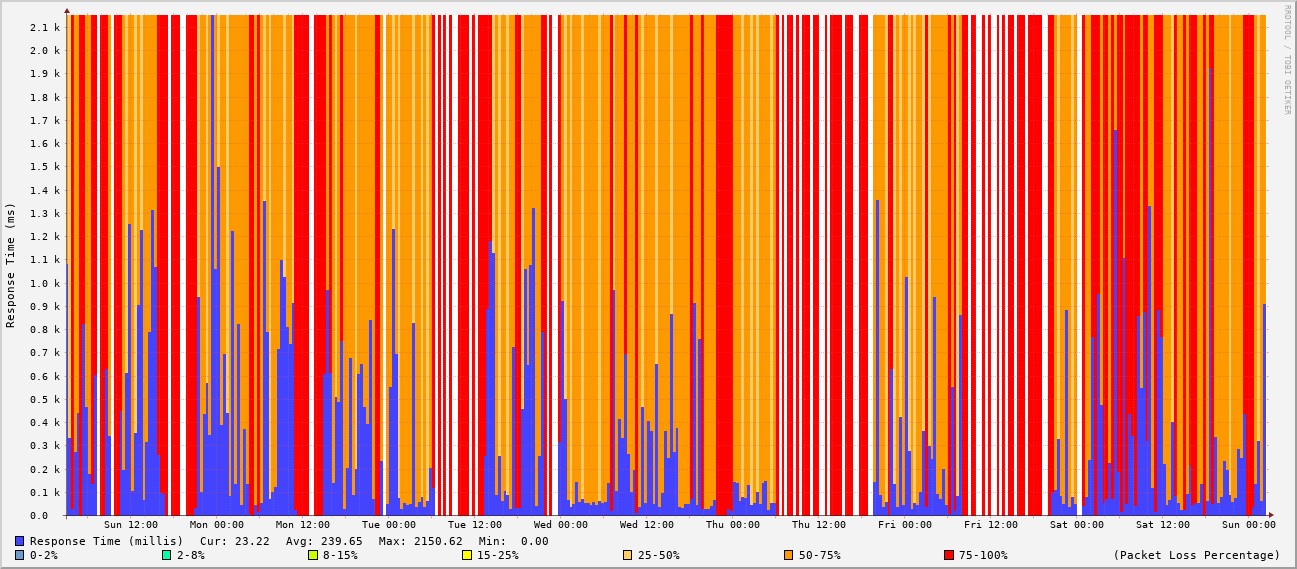 RRDTOOL / TOBI OETIKER
Response Time (ms)
2.1 k
2.0 k
1.9 k
1.8 k
1.7 k
1.6 k
1.5 k
1.4 k
1.3 k
1.2 k
1.1 k
1.0 k
0.9 k
0.8 k
0.7 k
0.6 k
0.5 k
0.4 k
0.3 k
0.2 k
0.1 k
0.0
Sun 12:00 Mon 00:00 Mon 12:00 Tue 00:00 Tue 12:00 Wed 00:00 Wed 12:00 Thu 00:00 Thu 12:00 Fri 00:00 Fri 12:00 Sat 00:00 Sat 12:00 Sun 00:00
Response Time (millis) Cur: 23.22 Avg: 239.65 Max: 2150.62 Min: 0.00
0-2% 2-8% 8-15% 15-25% 25-50% 50-75% 75-100% (Packet Loss Percentage)